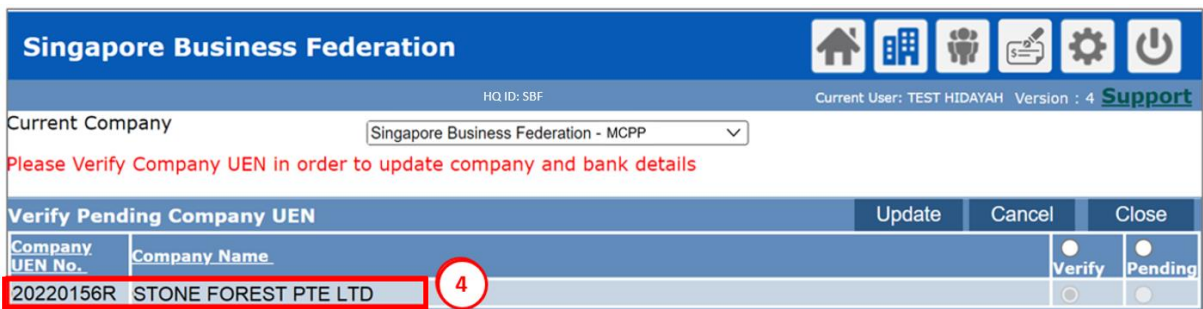 Singapore Business Federation
HQ ID: SBF
Current User: TEST HIDAYAH Version : 4 Support
Current Company
Singapore Business Federation - MCPP
Please Verify Company UEN in order to update company and bank details
Verify Pending Company UEN
Update Cancel Close
Company UEN No. Company Name Verify Pending
20220156R STONE FOREST PTE LTD
4